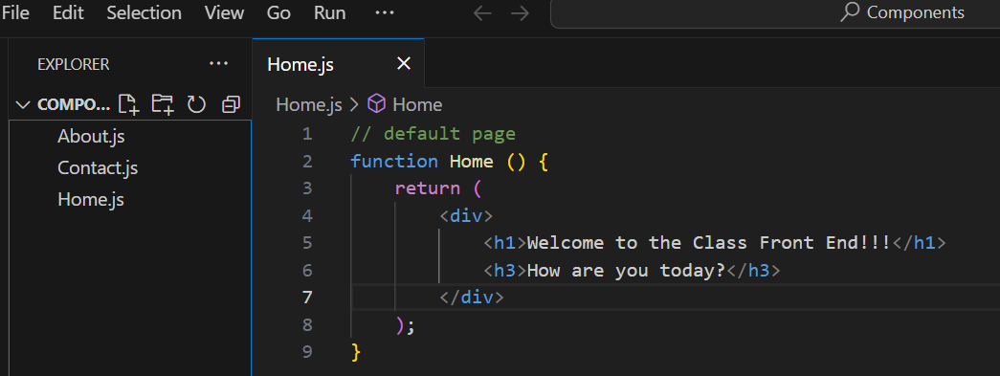 File Edit Selection View Go Run ··· Components
EXPLORER ···
COMPO...
About.js
Contact.js
Home.js
Home.js
Home.js > Home
1 // default page
2 function Home () {
3     return (
4         <div>
5             <h1>Welcome to the Class Front End!!!</h1>
6             <h3>How are you today?</h3>
7         </div>
8     );
9 }